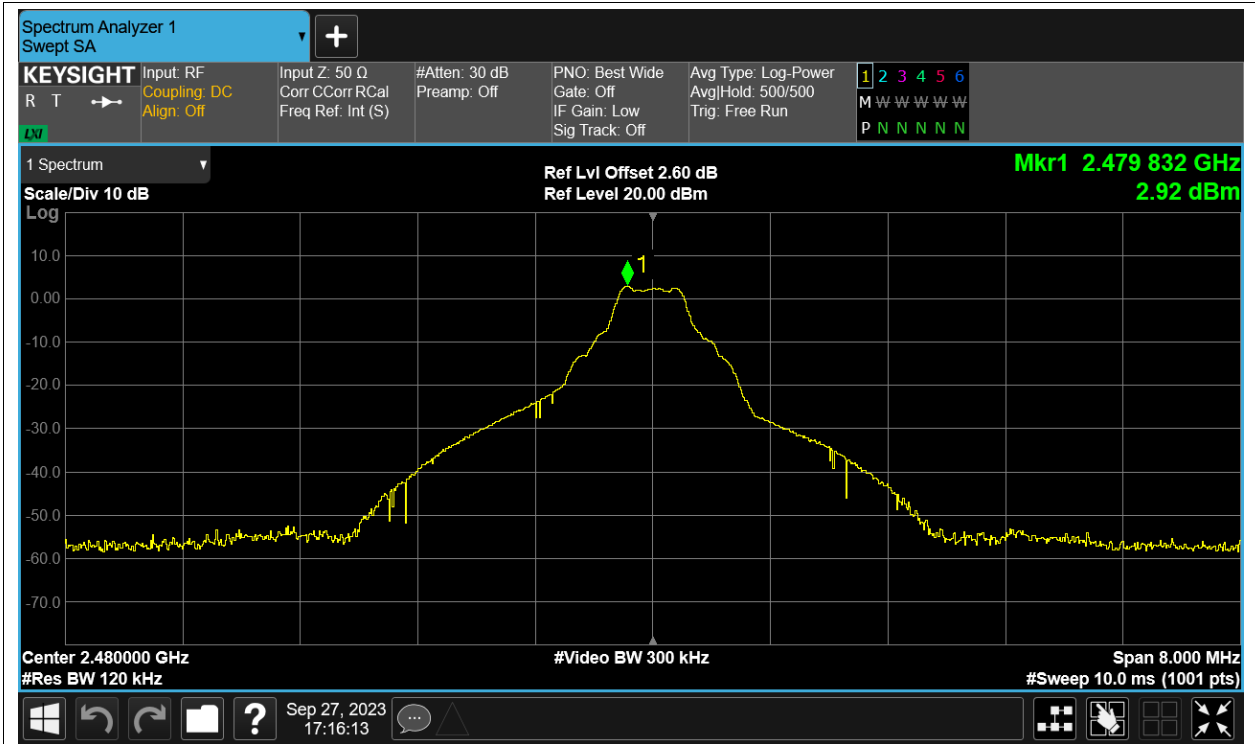 Spectrum Analyzer 1
Swept SA
KEYSIGHT
R T
LXI
Input: RF
Coupling: DC
Align: Off
Input Z: 50 Ω
Corr CCorr RCal
Freq Ref: Int (S)
#Atten: 30 dB
Preamp: Off
PNO: Best Wide
Gate: Off
IF Gain: Low
Sig Track: Off
Avg Type: Log-Power
Avg|Hold: 500/500
Trig: Free Run
1 2 3 4 5 6
M W W W W W
P N N N N N
1 Spectrum
Scale/Div 10 dB
Log
Ref Lvl Offset 2.60 dB
Ref Level 20.00 dBm
Mkr1 2.479 832 GHz
2.92 dBm
1
10.0
0.00
-10.0
-20.0
-30.0
-40.0
-50.0
-60.0
-70.0
Center 2.480000 GHz
#Video BW 300 kHz
Span 8.000 MHz
#Res BW 120 kHz
#Sweep 10.0 ms (1001 pts)
?
Sep 27, 2023
17:16:13